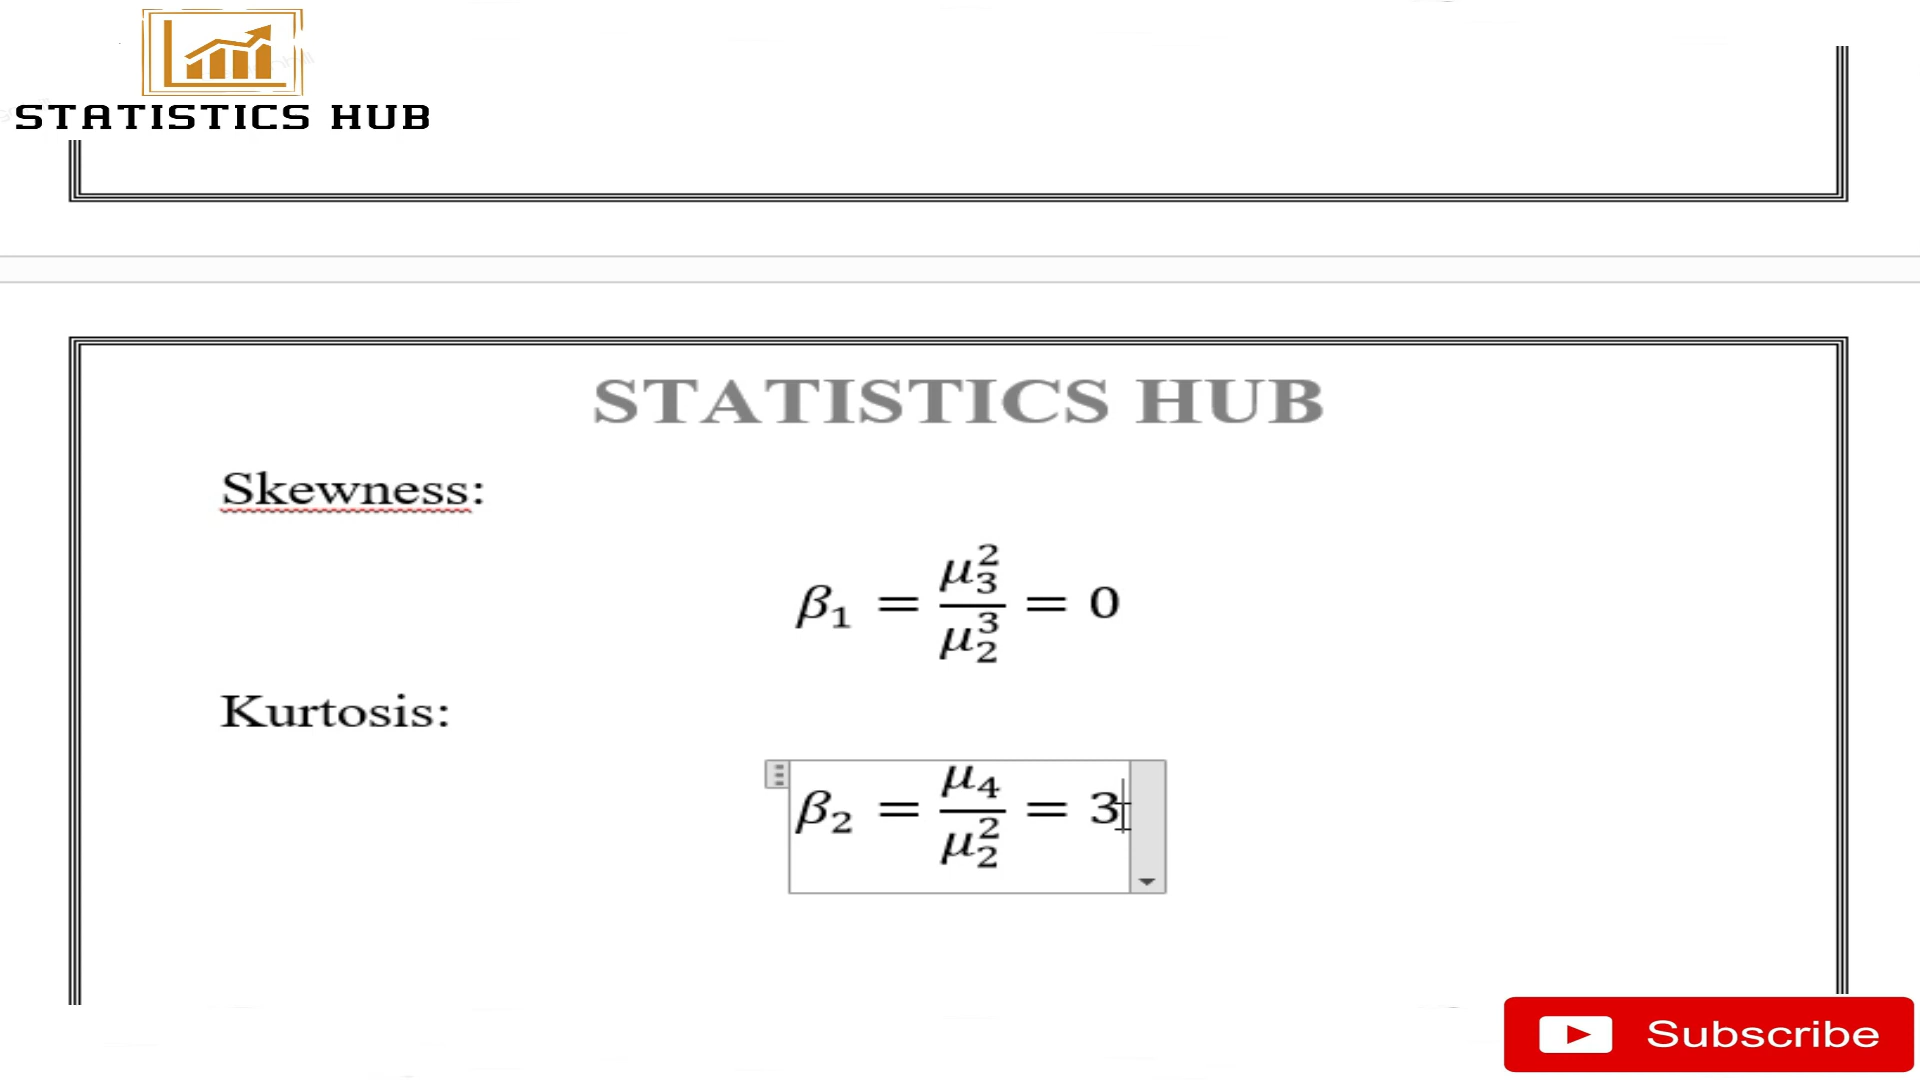 STATISTICS HUB
STATISTICS HUB
Skewness:
β₁ = μ₃² / μ₂³ = 0
Kurtosis:
β₂ = μ₄ / μ₂² = 3
Subscribe